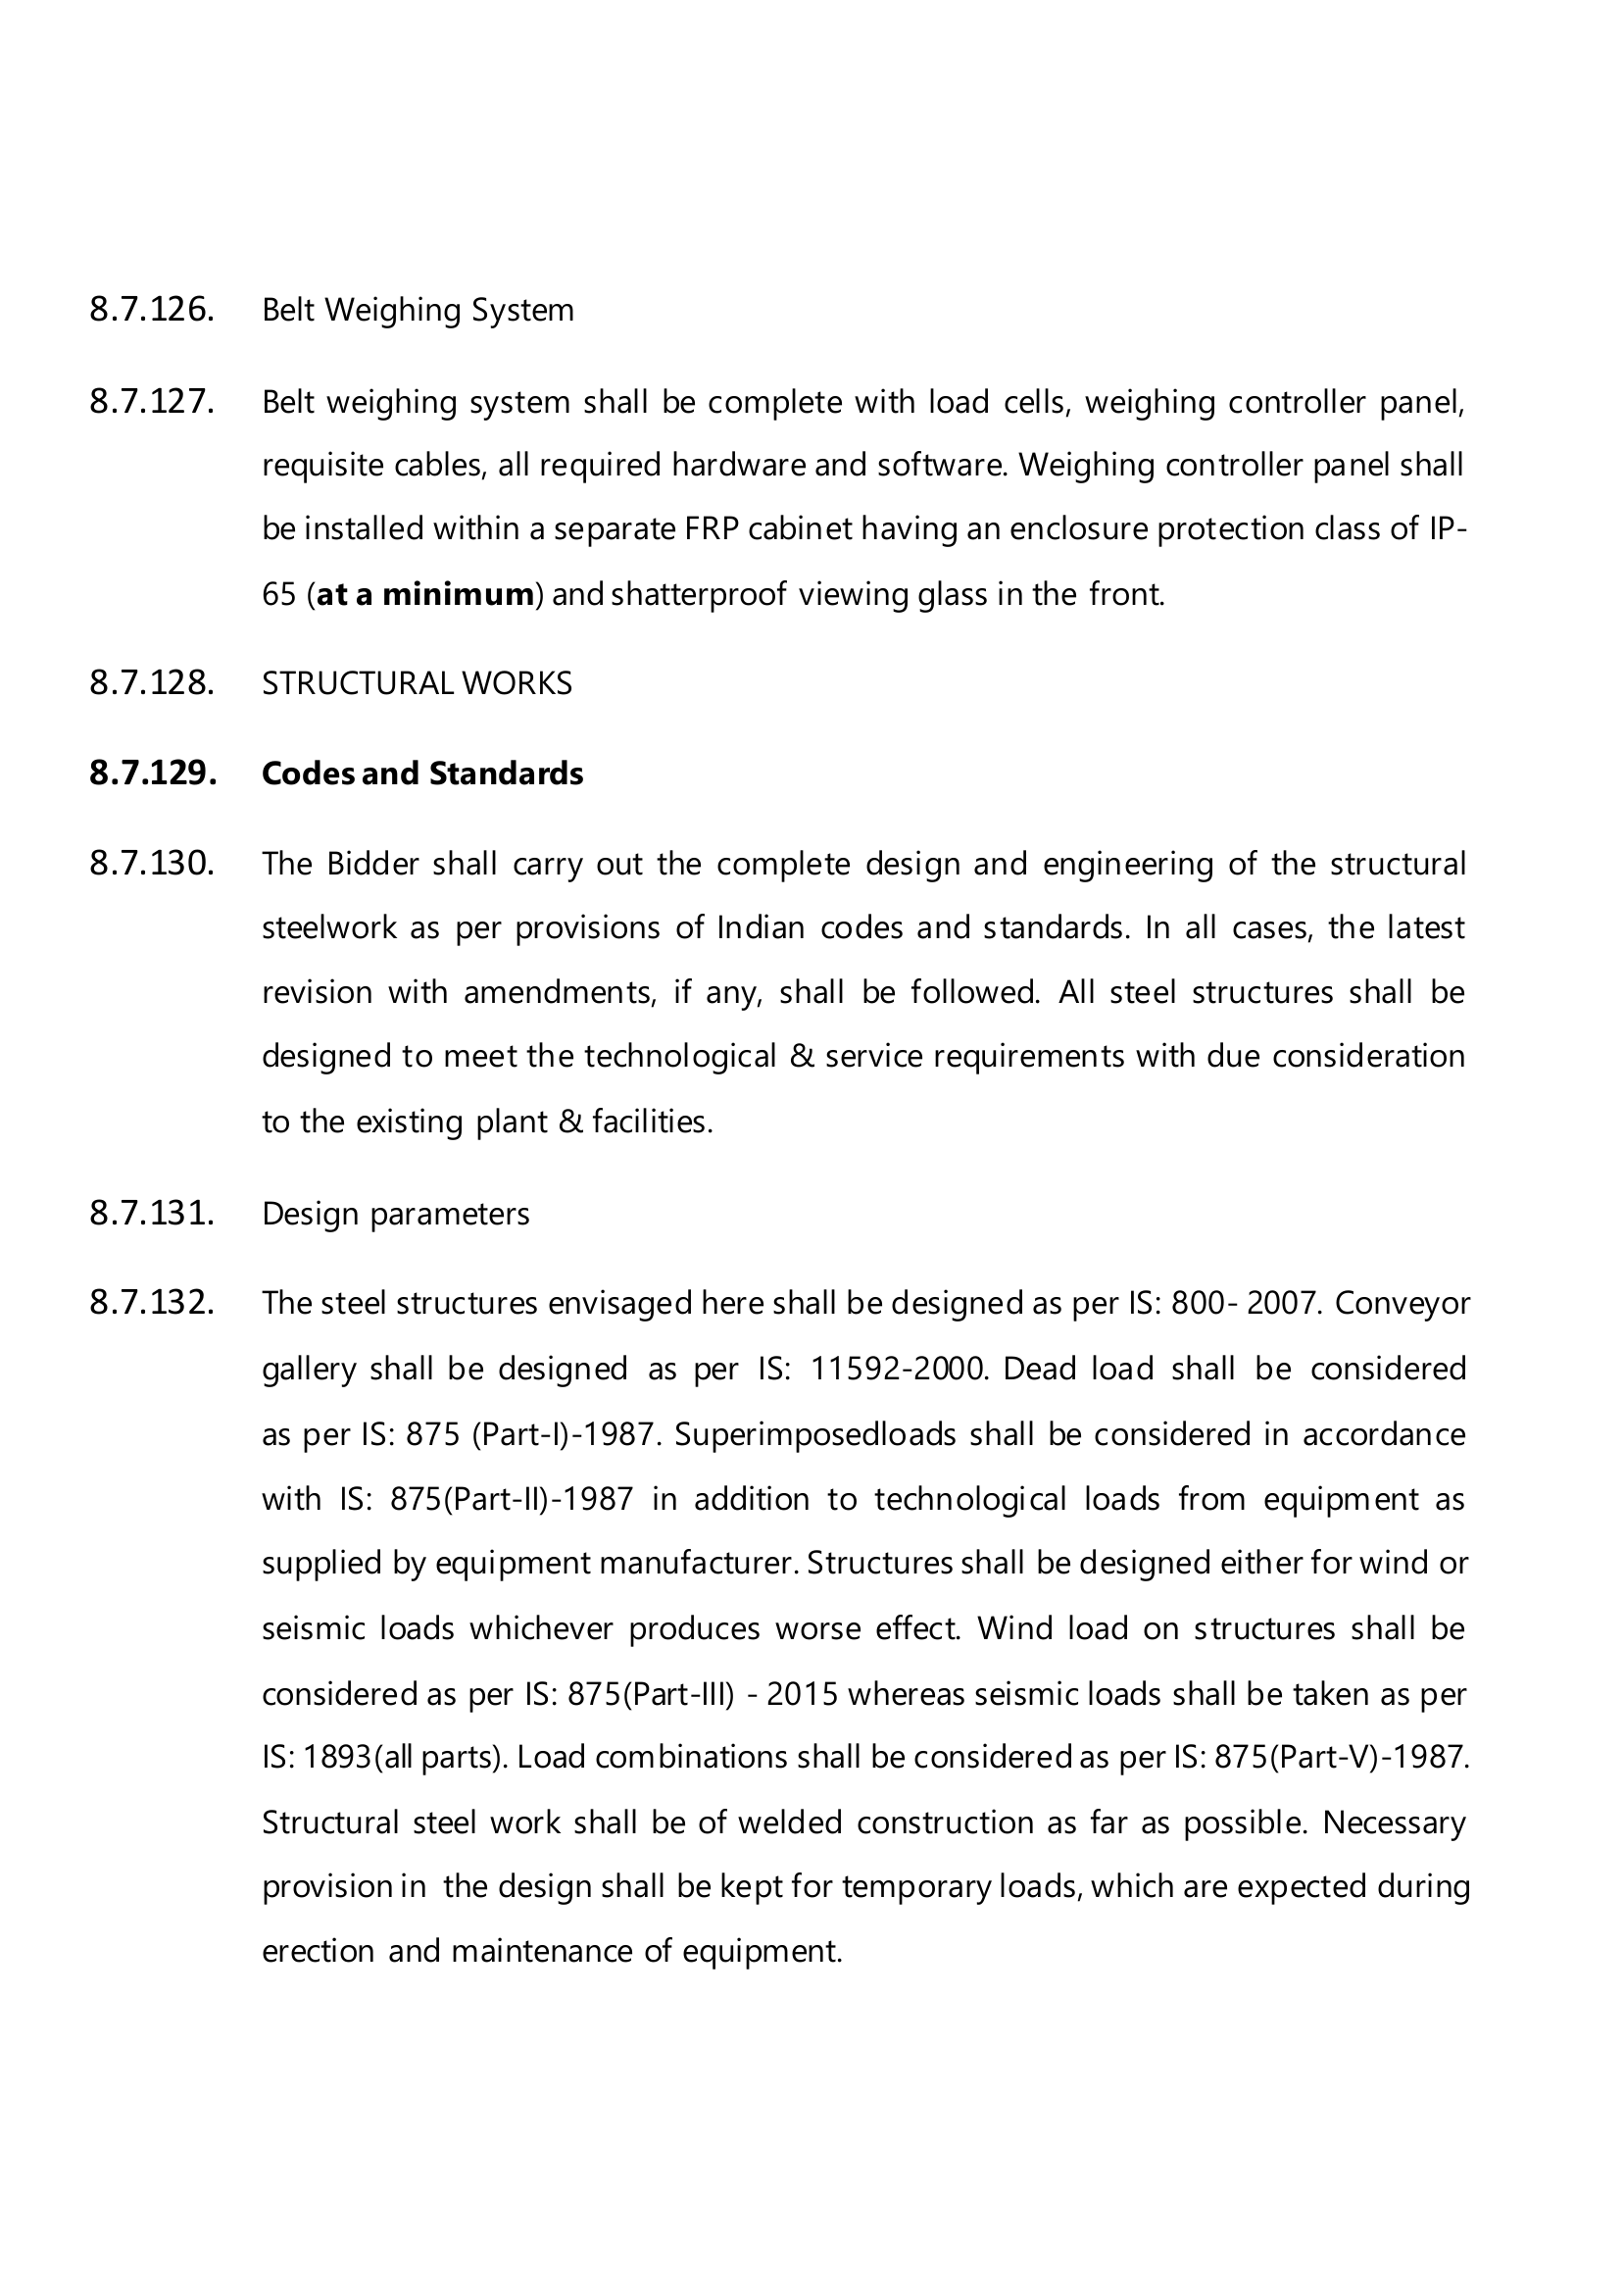 8.7.126. Belt Weighing System
8.7.127. Belt weighing system shall be complete with load cells, weighing controller panel,
requisite cables, all required hardware and software. Weighing controller panel shall
be installed within a separate FRP cabinet having an enclosure protection class of IP-
65 (at a minimum) and shatterproof viewing glass in the front.
8.7.128. STRUCTURAL WORKS
8.7.129. Codes and Standards
8.7.130. The Bidder shall carry out the complete design and engineering of the structural
steelwork as per provisions of Indian codes and standards. In all cases, the latest
revision with amendments, if any, shall be followed. All steel structures shall be
designed to meet the technological & service requirements with due consideration
to the existing plant & facilities.
8.7.131. Design parameters
8.7.132. The steel structures envisaged here shall be designed as per IS: 800- 2007. Conveyor
gallery shall be designed as per IS: 11592-2000. Dead load shall be considered
as per IS: 875 (Part-I)-1987. Superimposedloads shall be considered in accordance
with IS: 875(Part-II)-1987 in addition to technological loads from equipment as
supplied by equipment manufacturer. Structures shall be designed either for wind or
seismic loads whichever produces worse effect. Wind load on structures shall be
considered as per IS: 875(Part-III) - 2015 whereas seismic loads shall be taken as per
IS: 1893(all parts). Load combinations shall be considered as per IS: 875(Part-V)-1987.
Structural steel work shall be of welded construction as far as possible. Necessary
provision in the design shall be kept for temporary loads, which are expected during
erection and maintenance of equipment.